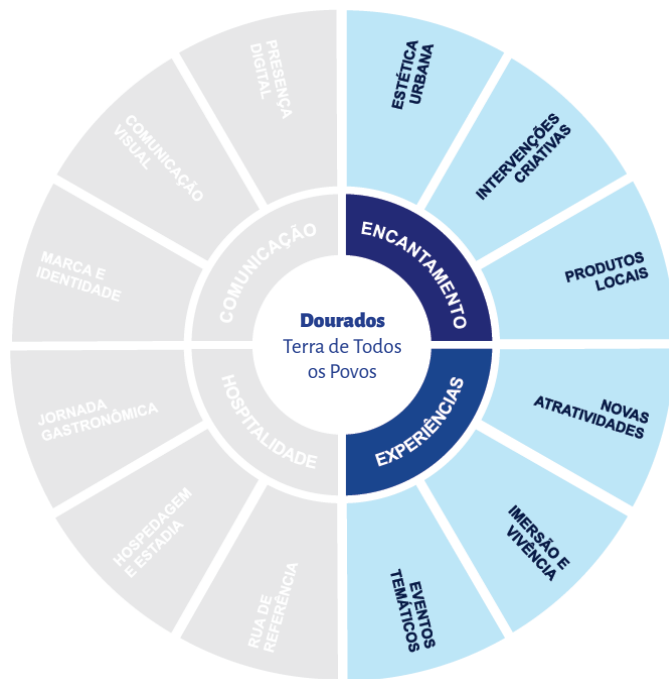 PRESENÇA
DIGITAL
ESTÉTICA
URBANA
COMUNICAÇÃO
VISUAL
INTERVENÇÕES
CRIATIVAS
MARCA E
IDENTIDADE
PRODUTOS
LOCAIS
COMUNICAÇÃO
ENCANTAMENTO
Dourados
Terra de Todos
os Povos
HOSPITALIDADE
EXPERIÊNCIAS
JORNADA
GASTRONÔMICA
NOVAS
ATRATIVIDADES
HOSPEDAGEM
E ESTADIA
IMERSÃO E
VIVÊNCIA
RUA DE
REFERÊNCIA
EVENTOS
TEMÁTICOS